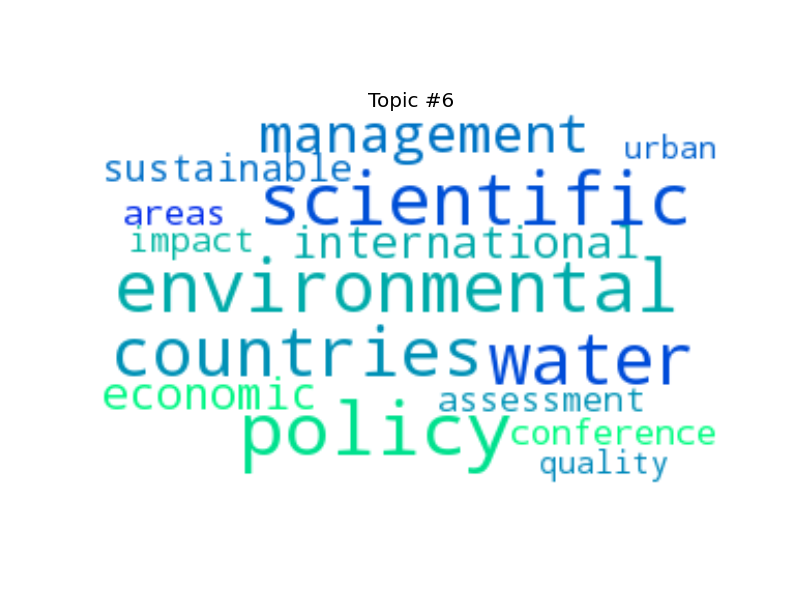 Topic #6
management
urban
sustainable
scientific
areas
impact
international
environmental
countries
water
economic
assessment
policy
conference
quality